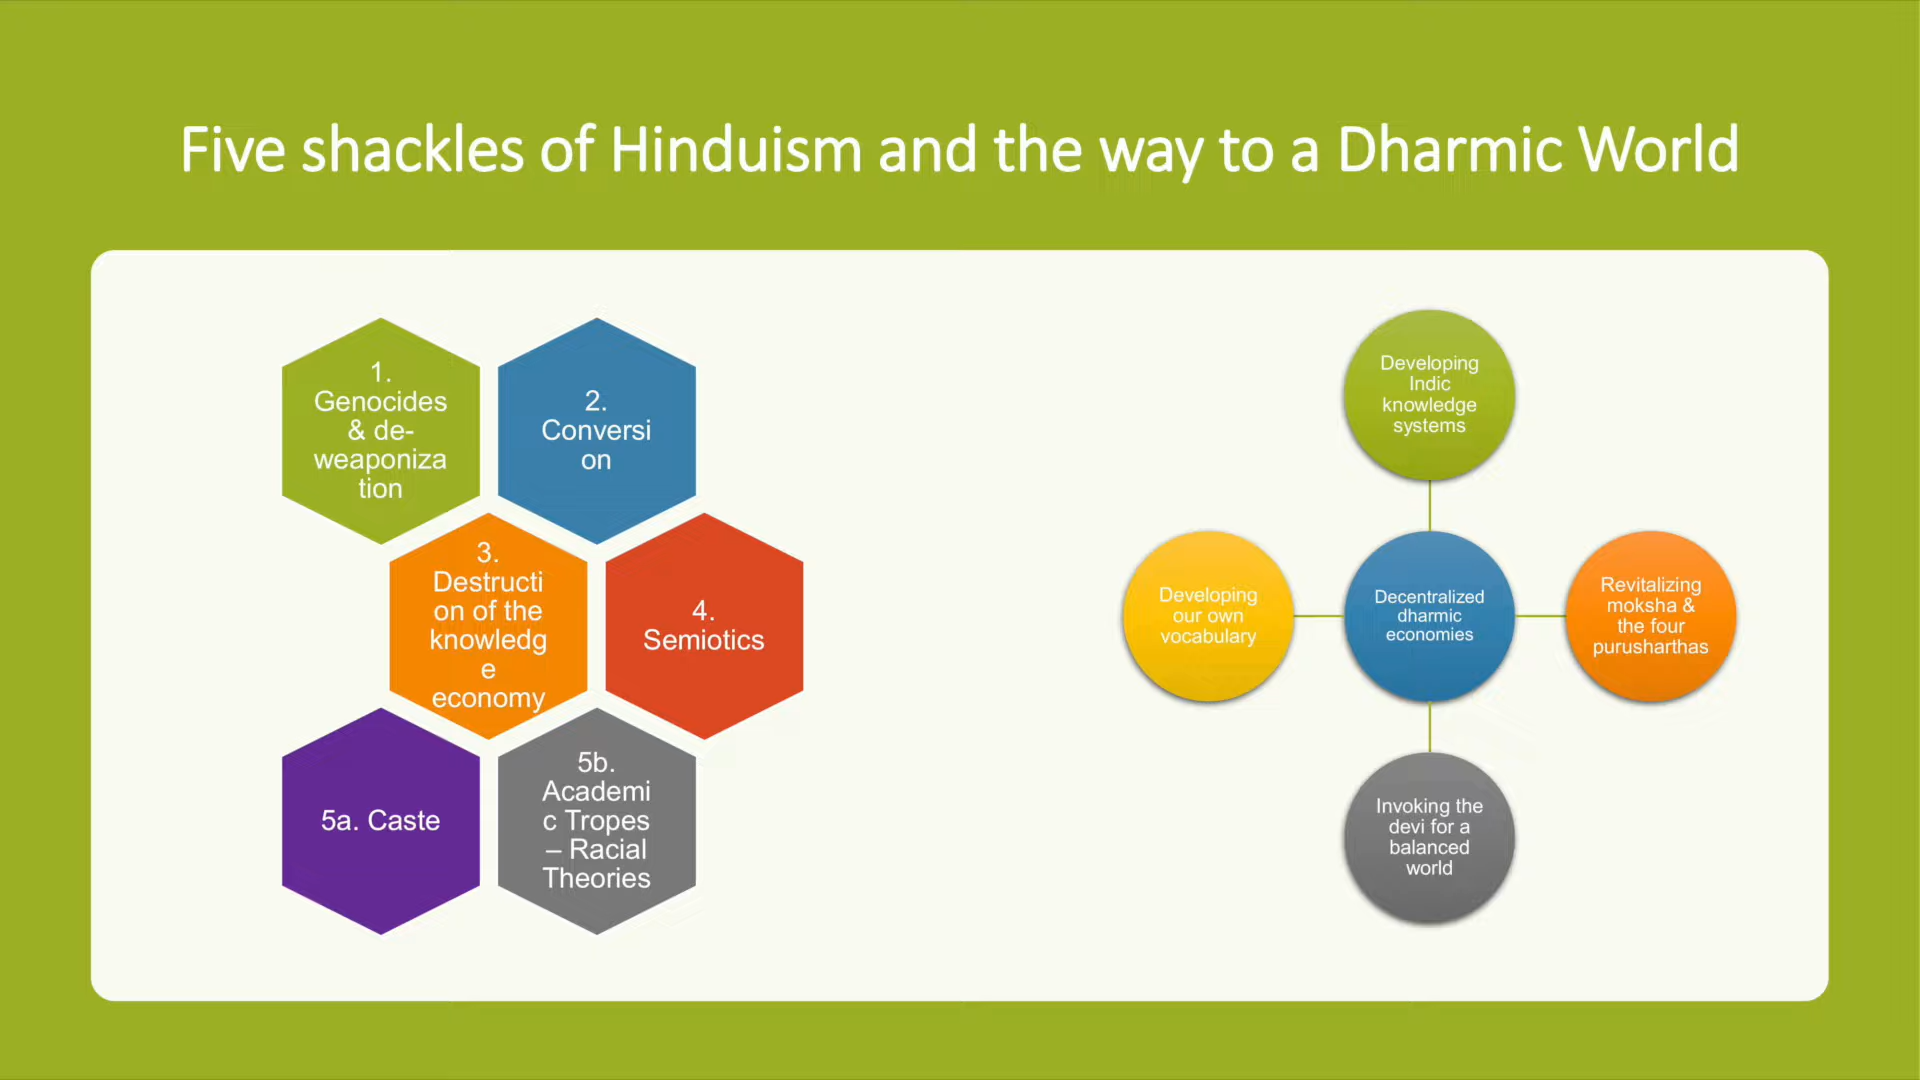 Five shackles of Hinduism and the way to a Dharmic World
1.
Genocides
& de-
weaponiza
tion
2.
Conversi
on
3.
Destructi
on of the
knowledg
e
economy
4.
Semiotics
5a. Caste
5b.
Academi
c Tropes
– Racial
Theories
Developing
Indic
knowledge
systems
Developing
our own
vocabulary
Decentralized
dharmic
economies
Revitalizing
moksha &
the four
purusharthas
Invoking the
devi for a
balanced
world